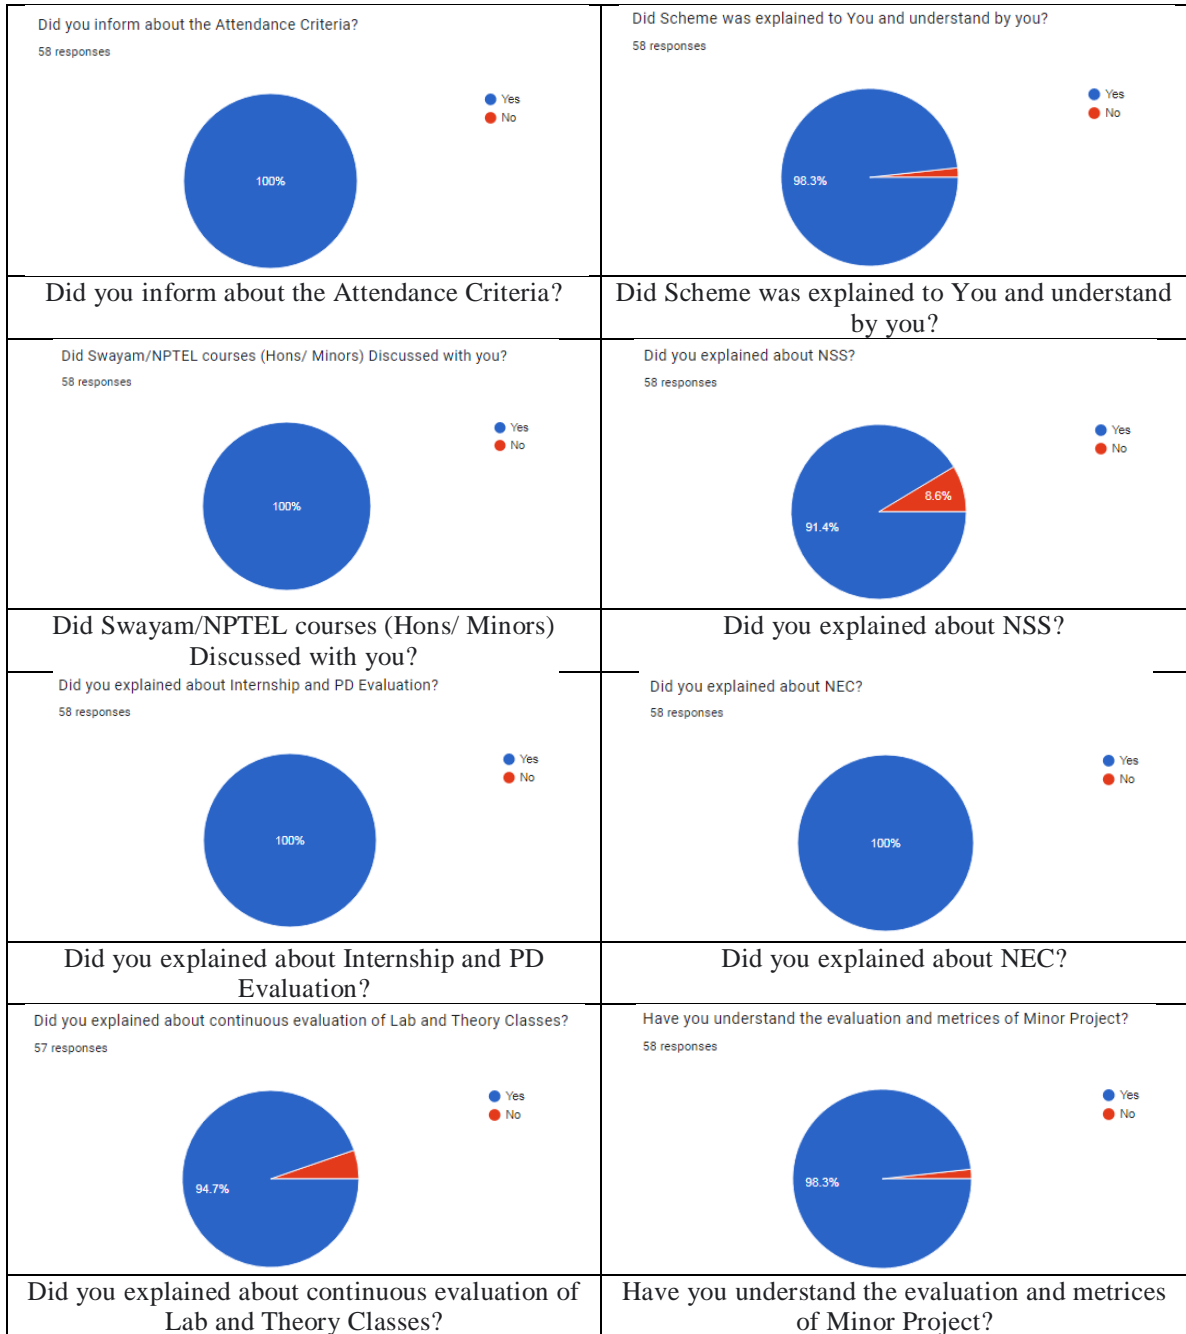 Did you inform about the Attendance Criteria?
58 responses
Yes
No
100%
Did Scheme was explained to You and understand by you?
58 responses
Yes
No
98.3%
Did you inform about the Attendance Criteria?
Did Scheme was explained to You and understand
by you?
Did Swayam/NPTEL courses (Hons/ Minors) Discussed with you?
58 responses
Yes
No
100%
Did you explained about NSS?
58 responses
Yes
No
8.6%
91.4%
Did Swayam/NPTEL courses (Hons/ Minors)
Discussed with you?
Did you explained about NSS?
Did you explained about Internship and PD Evaluation?
58 responses
Yes
No
100%
Did you explained about NEC?
58 responses
Yes
No
100%
Did you explained about Internship and PD
Evaluation?
Did you explained about NEC?
Did you explained about continuous evaluation of Lab and Theory Classes?
57 responses
Yes
No
94.7%
Have you understand the evaluation and metrices of Minor Project?
58 responses
Yes
No
98.3%
Did you explained about continuous evaluation of
Lab and Theory Classes?
Have you understand the evaluation and metrices
of Minor Project?